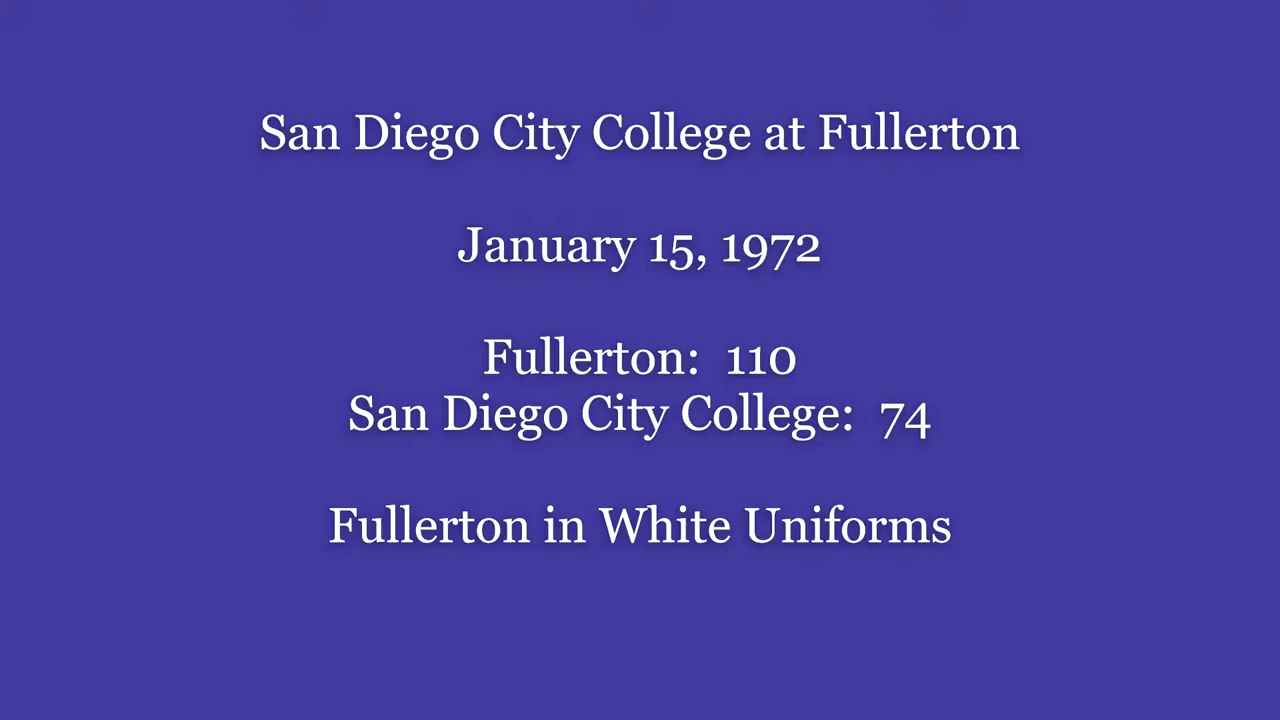 San Diego City College at Fullerton
January 15, 1972
Fullerton:  110
San Diego City College:  74
Fullerton in White Uniforms